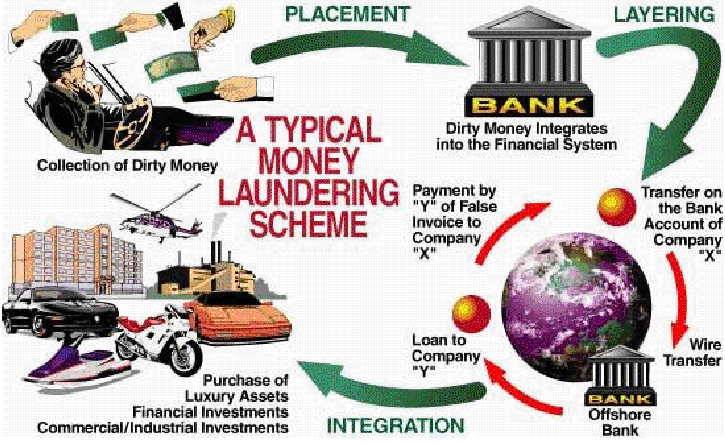 PLACEMENT
LAYERING
BANK
Dirty Money Integrates
into the Financial System
Collection of Dirty Money
A TYPICAL
MONEY
LAUNDERING
SCHEME
Transfer on
the Bank
Account of
Company
"X"
Wire
Transfer
BANK
Offshore
Bank
Loan to
Company
"Y"
Payment by
"Y" of False
Invoice to
Company
"X"
INTEGRATION
Purchase of
Luxury Assets
Financial Investments
Commercial/Industrial Investments